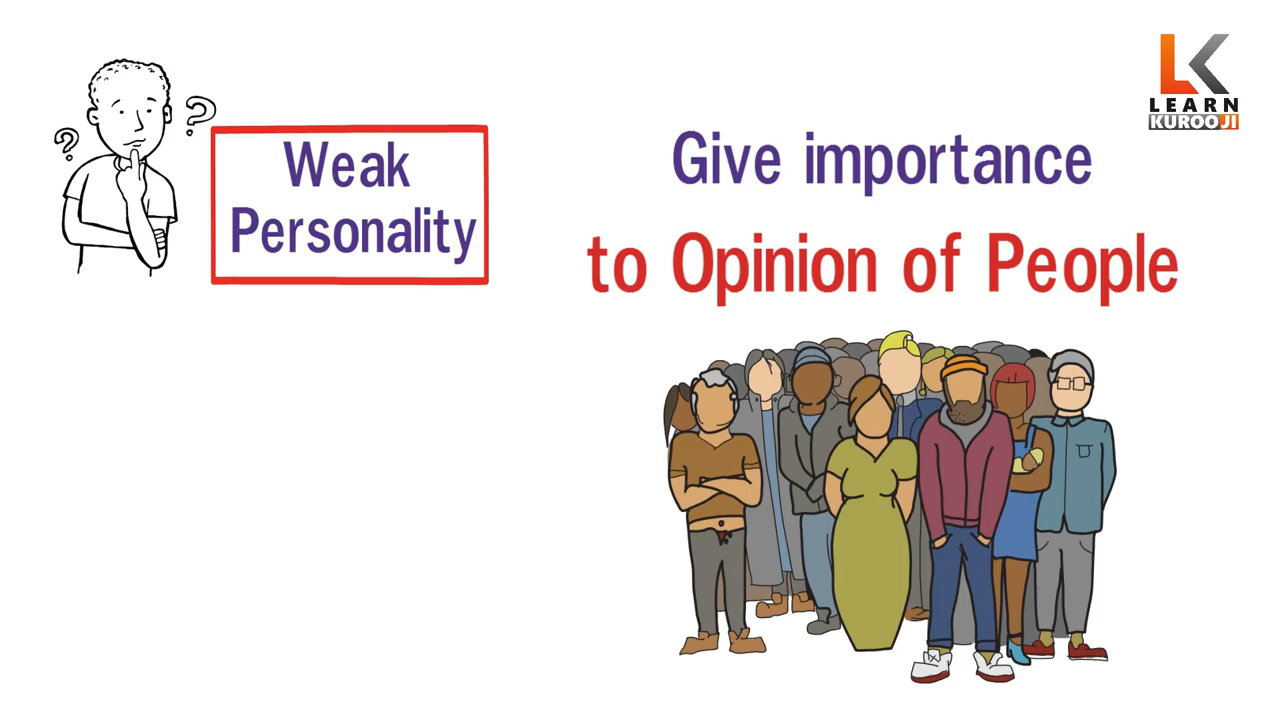 Weak
Personality
Give importance
to Opinion of People
LEARN
KUROOJI
? ?